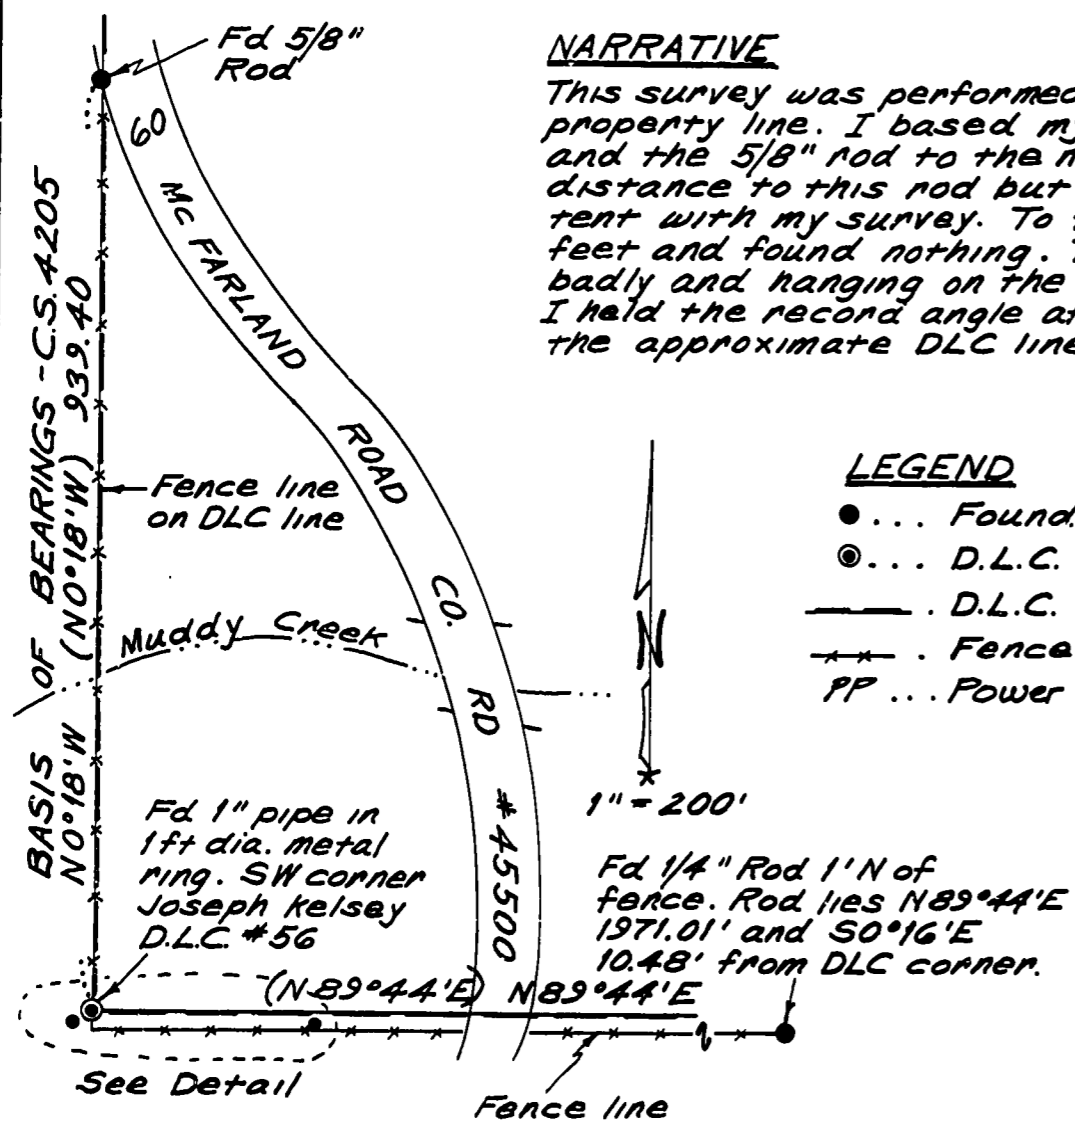 Fd 5/8"
Rod
NARRATIVE
This survey was performed
property line. I based my
and the 5/8" rod to the n
distance to this rod but
tent with my survey. To
feet and found nothing.
badly and hanging on the
I held the record angle at
the approximate DLC line
60
Mc FARLAND
ROAD
CO.
RD
#45500
BASIS OF BEARINGS - C.S. 4205
N0°18'W (N0°18'W) 939.40
Fence line
on DLC line
Muddy Creek
LEGEND
... Found.
... D.L.C.
. D.L.C.
. Fence
PP ... Power
N
1" = 200'
Fd 1" pipe in
1ft dia. metal
ring. SW corner
Joseph Kelsay
D.L.C. #56
Fd 1/4" Rod 1' N of
fence. Rod lies N89°44'E
1971.01' and S0°16'E
10.48' from DLC corner.
(N89°44'E) N89°44'E
See Detail
Fence line